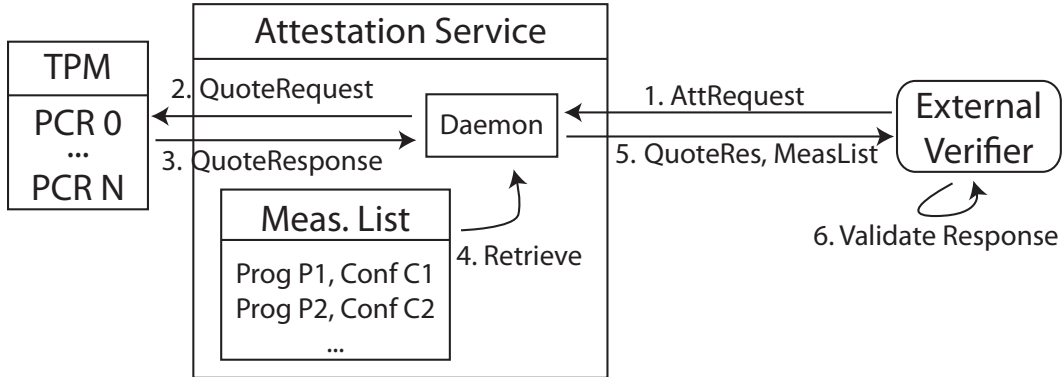 Attestation Service
TPM
PCR 0
...
PCR N
2. QuoteRequest
3. QuoteResponse
Daemon
1. AttRequest
5. QuoteRes, MeasList
External
Verifier
Meas. List
Prog P1, Conf C1
Prog P2, Conf C2
...
4. Retrieve
6. Validate Response